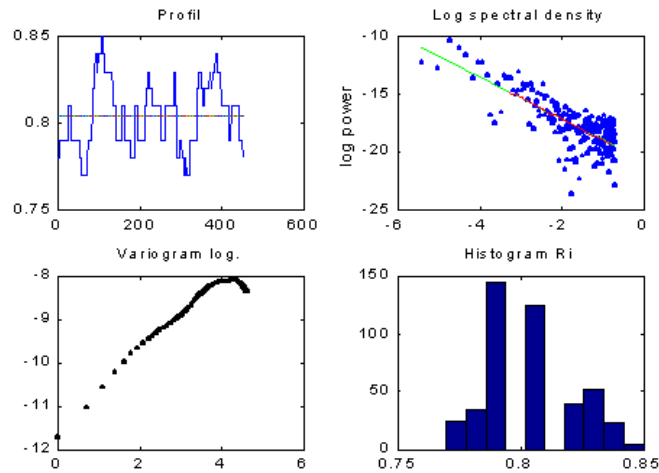 Profil
Log spectral density
0.85
0.8
0.75
0 200 400 600
-10
-15
-20
-25
log power
-6 -4 -2 0
Variogram log.
Histogram Ri
-8
-9
-10
-11
-12
0 2 4 6
150
100
50
0
0.75 0.8 0.85